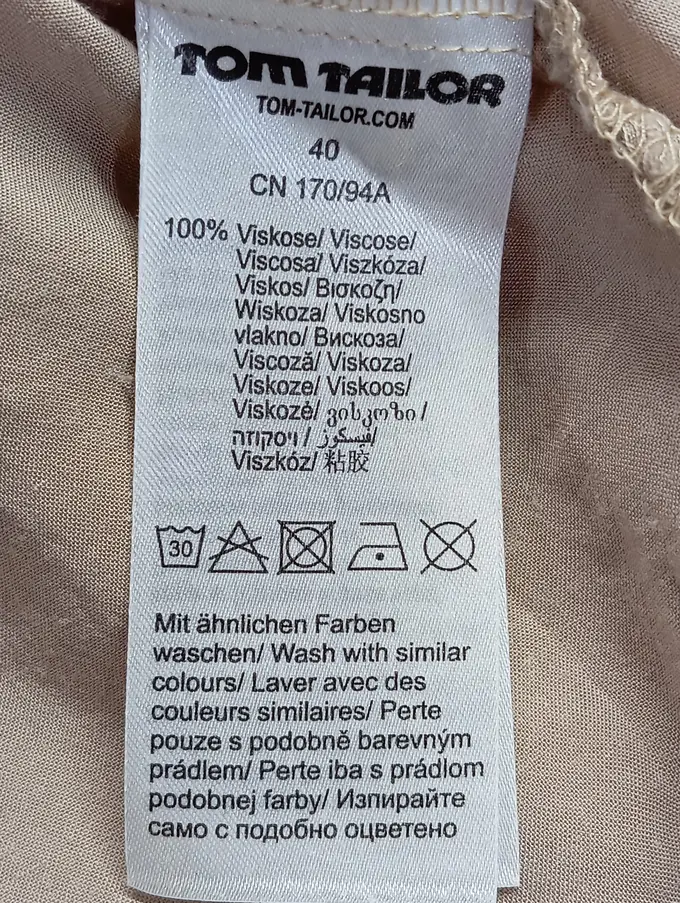 TOM TAILOR
TOM-TAILOR.COM
40
CN 170/94A
100% Viskose/ Viscose/
Viscosa/ Viszkóza/
Viskos/ Βισκοζη/
Wiskoza/ Viskosno
vlakno/ Вискоза/
Viscoză/ Viskoza/
Viskoze/ Viskoos/
Viskozė/ ვისკოზი /
ויסקוזה / فيسكوز/
Viszkóz/ 粘胶
30
Mit ähnlichen Farben
waschen/ Wash with similar
colours/ Laver avec des
couleurs similaires/ Perte
pouze s podobně barevným
prádlem/ Perte iba s prádlom
podobnej farby/ Изпирайте
само с подобно оцветено